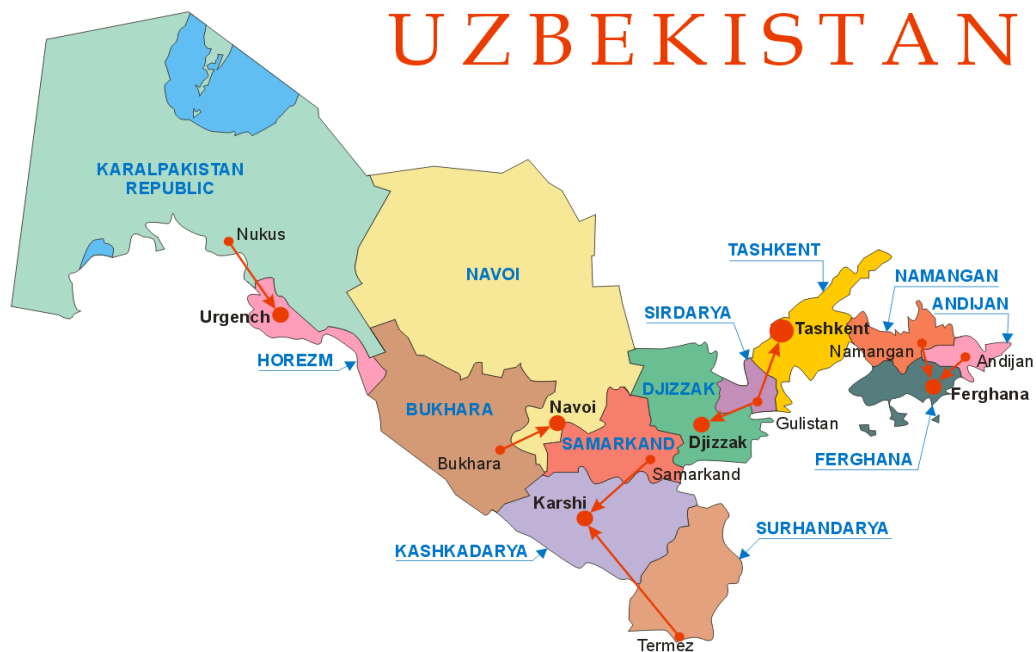 UZBEKISTAN
KARALPAKISTAN
REPUBLIC
Nukus
Urgench
HOREZM
NAVOI
TASHKENT
NAMANGAN
ANDIJAN
SIRDARYA
Tashkent
Namangan
Andijan
Ferghana
DJIZZAK
BUKHARA
Navoi
Gulistan
Djizzak
SAMARKAND
FERGHANA
Bukhara
Samarkand
Karshi
SURHANDARYA
KASHKADARYA
Termez